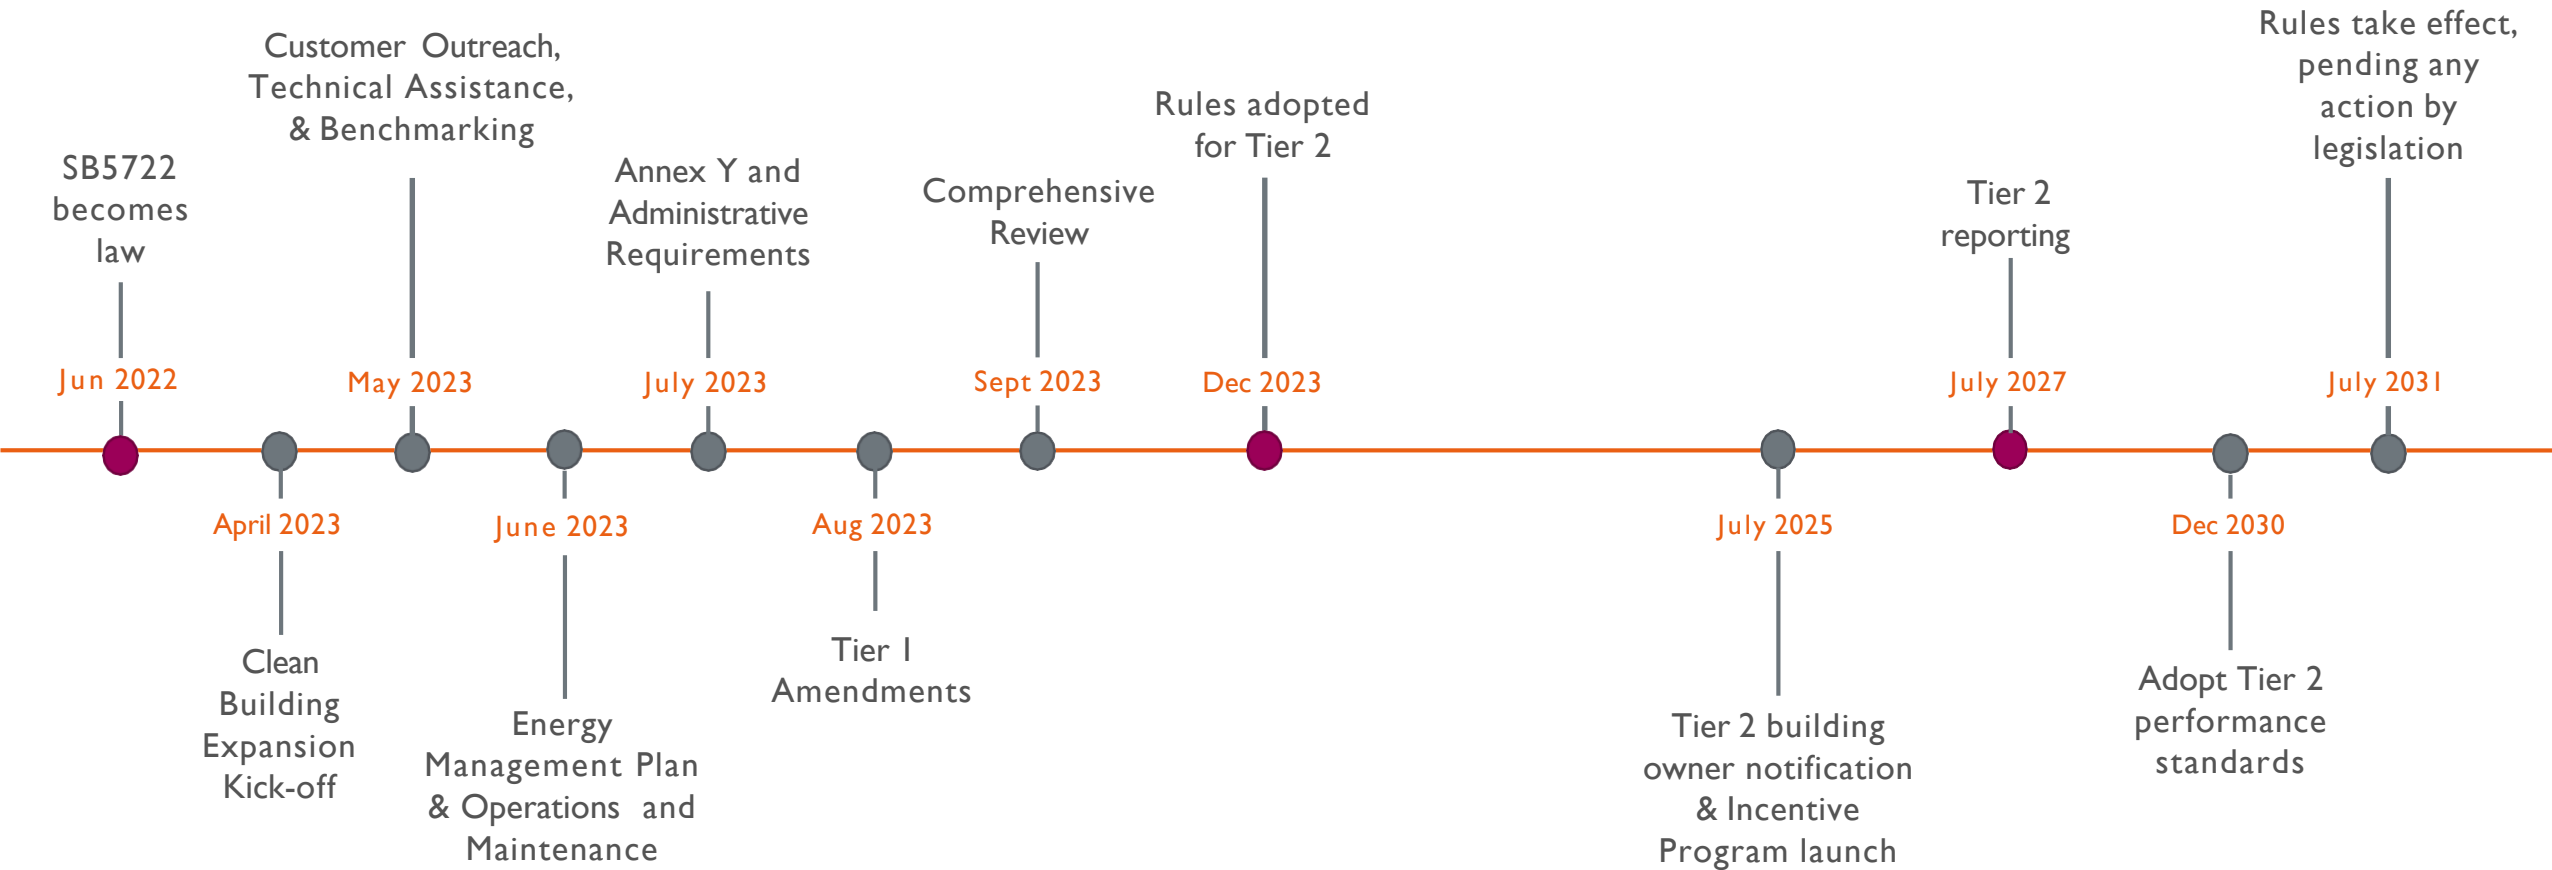 SB5722
becomes
law
Jun 2022
Clean
Building
Expansion
Kick-off
April 2023
Customer Outreach,
Technical Assistance,
& Benchmarking
May 2023
June 2023
Energy
Management Plan
& Operations and
Maintenance
Annex Y and
Administrative
Requirements
July 2023
Aug 2023
Tier 1
Amendments
Comprehensive
Review
Sept 2023
Rules adopted
for Tier 2
Dec 2023
July 2025
Tier 2 building
owner notification
& Incentive
Program launch
Tier 2
reporting
July 2027
Dec 2030
Adopt Tier 2
performance
standards
Rules take effect,
pending any
action by
legislation
July 2031